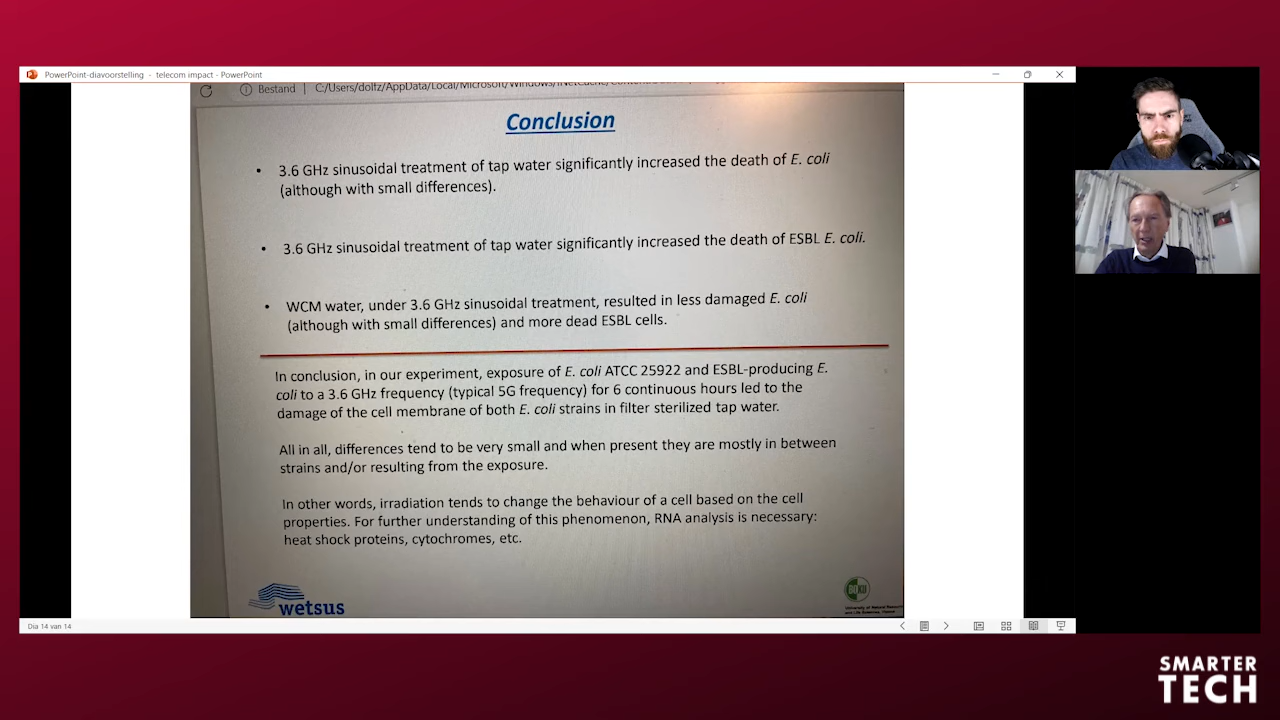 PowerPoint-diavoorstelling - telecom impact - PowerPoint
Bestand
Conclusion
• 3.6 GHz sinusoidal treatment of tap water significantly increased the death of E. coli
(although with small differences).
• 3.6 GHz sinusoidal treatment of tap water significantly increased the death of ESBL E. coli.
• WCM water, under 3.6 GHz sinusoidal treatment, resulted in less damaged E. coli
(although with small differences) and more dead ESBL cells.
In conclusion, in our experiment, exposure of E. coli ATCC 25922 and ESBL-producing E.
coli to a 3.6 GHz frequency (typical 5G frequency) for 6 continuous hours led to the
damage of the cell membrane of both E. coli strains in filter sterilized tap water.
All in all, differences tend to be very small and when present they are mostly in between
strains and/or resulting from the exposure.
In other words, irradiation tends to change the behaviour of a cell based on the cell
properties. For further understanding of this phenomenon, RNA analysis is necessary:
heat shock proteins, cytochromes, etc.
wetsus
Dia 14 van 14
SMARTER
TECH